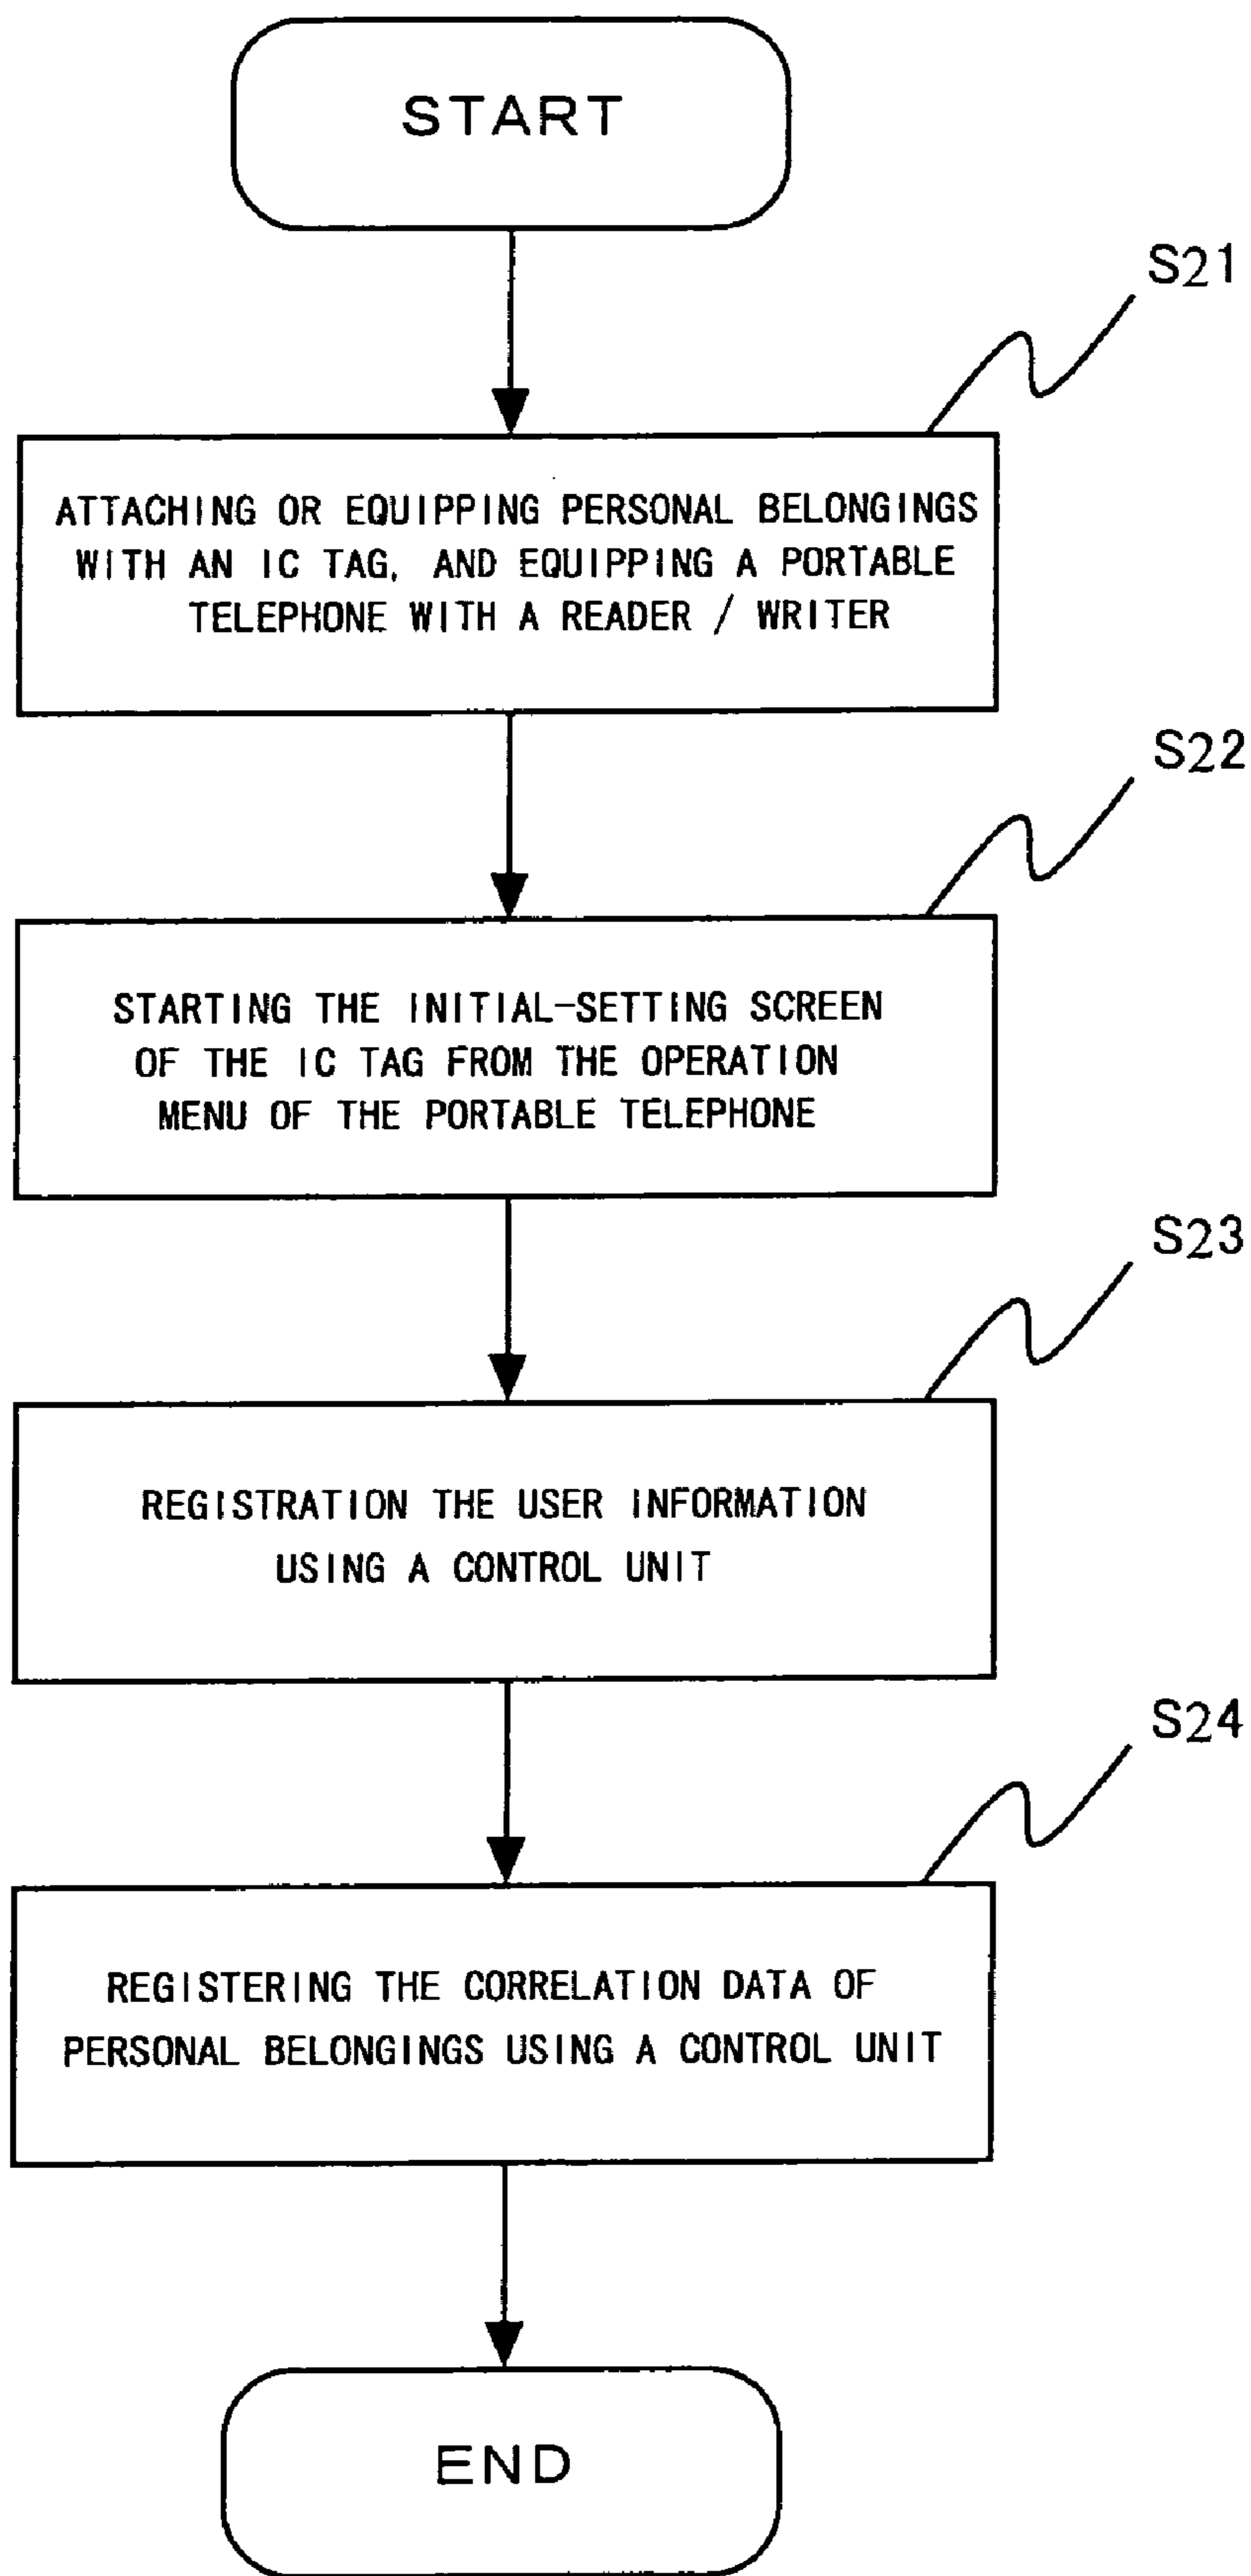 START
S21
ATTACHING OR EQUIPPING PERSONAL BELONGINGS
WITH AN IC TAG, AND EQUIPPING A PORTABLE
TELEPHONE WITH A READER / WRITER
S22
STARTING THE INITIAL-SETTING SCREEN
OF THE IC TAG FROM THE OPERATION
MENU OF THE PORTABLE TELEPHONE
S23
REGISTRATION THE USER INFORMATION
USING A CONTROL UNIT
S24
REGISTERING THE CORRELATION DATA OF
PERSONAL BELONGINGS USING A CONTROL UNIT
END